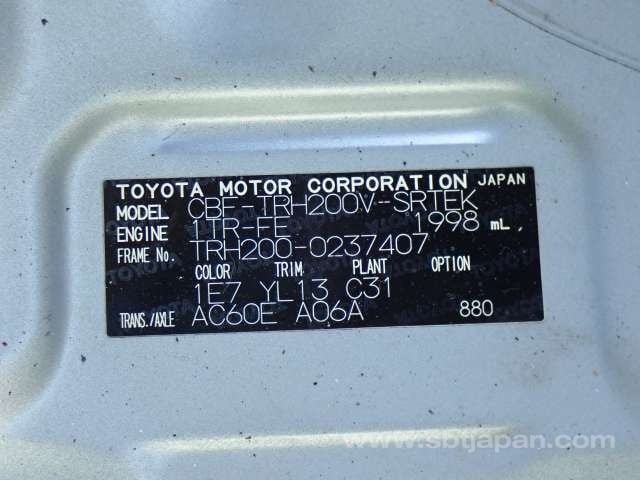 TOYOTA MOTOR CORPORATION JAPAN
MODEL CBF-TRH200V-SRTEK
ENGINE 1TR-FE 1998 mL
FRAME No. TRH200-0237407
COLOR TRIM PLANT OPTION
1E7 YL13 C31
TRANS./AXLE AC60E A06A 880
www.sbtjapan.com